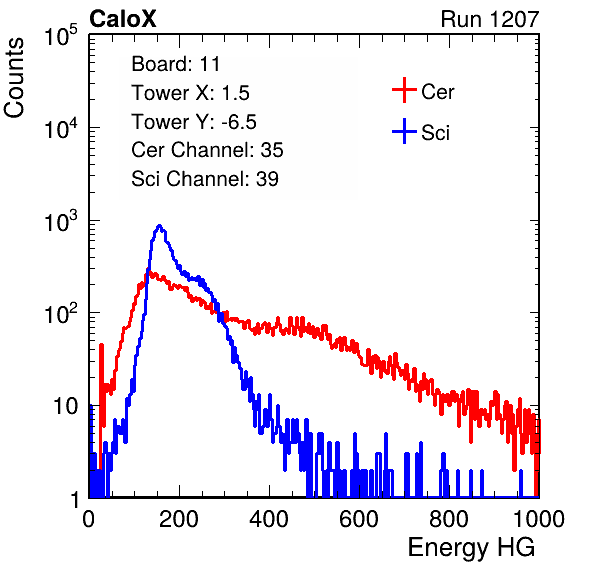 CaloX Run 1207
Counts
Board: 11
Tower X: 1.5
Tower Y: -6.5
Cer Channel: 35
Sci Channel: 39
Cer
Sci
10^5
10^4
10^3
10^2
10
1
0 200 400 600 800 1000
Energy HG